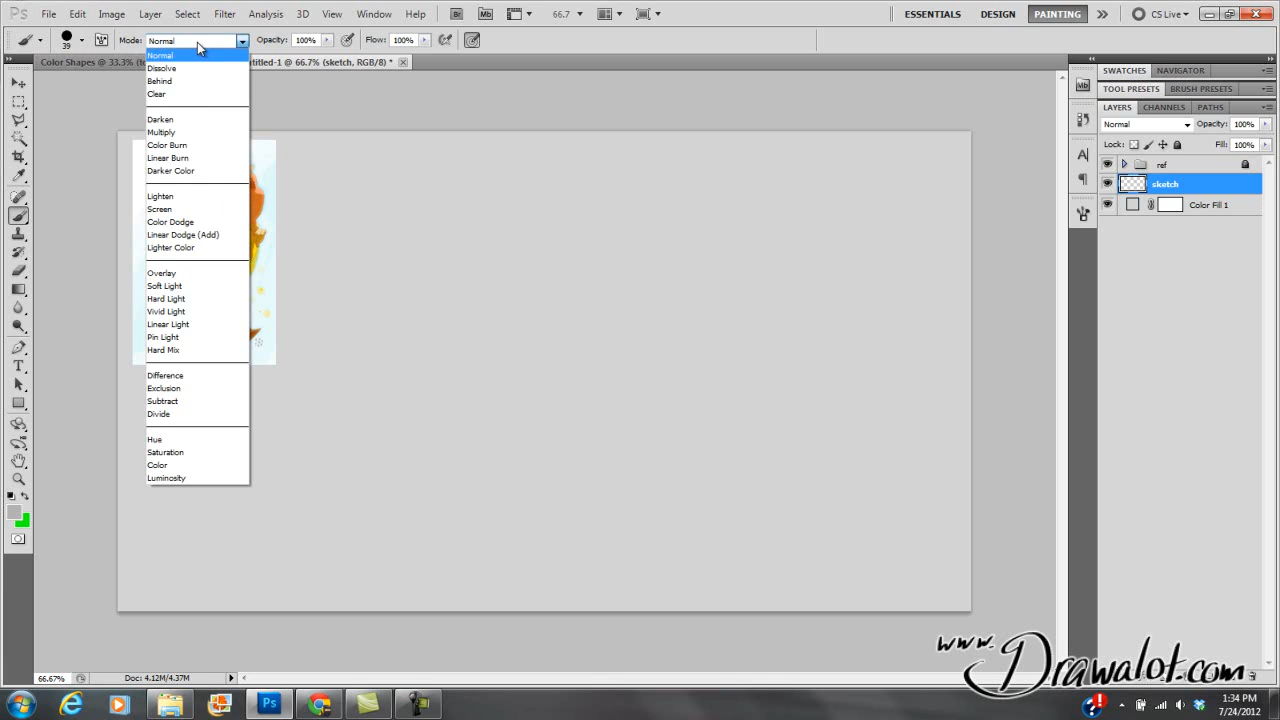 Ps File Edit Image Layer Select Filter Analysis 3D View Window Help Br Mb 66.7 ESSENTIALS DESIGN PAINTING CS Live
39 Mode: Normal Opacity: 100% Flow: 100%
Color Shapes @ 33.3% (t
ntitled-1 @ 66.7% (sketch, RGB/8) *
Normal
Dissolve
Behind
Clear
Darken
Multiply
Color Burn
Linear Burn
Darker Color
Lighten
Screen
Color Dodge
Linear Dodge (Add)
Lighter Color
Overlay
Soft Light
Hard Light
Vivid Light
Linear Light
Pin Light
Hard Mix
Difference
Exclusion
Subtract
Divide
Hue
Saturation
Color
Luminosity
SWATCHES NAVIGATOR
TOOL PRESETS BRUSH PRESETS
LAYERS CHANNELS PATHS
Normal Opacity: 100%
Lock: Fill: 100%
ref
sketch
Color Fill 1
66.67% Doc: 4.12M/4.37M
www.Drawalot.com
Ps
1:34 PM
7/24/2012